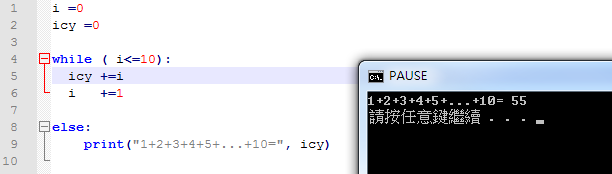 1 i =0
2 icy =0
3
4 while ( i<=10):
5 icy +=i
6 i +=1
7
8 else:
9 print("1+2+3+4+5+...+10=", icy)
10
C:\. PAUSE
1+2+3+4+5+...+10= 55
請按任意鍵繼續 . . .